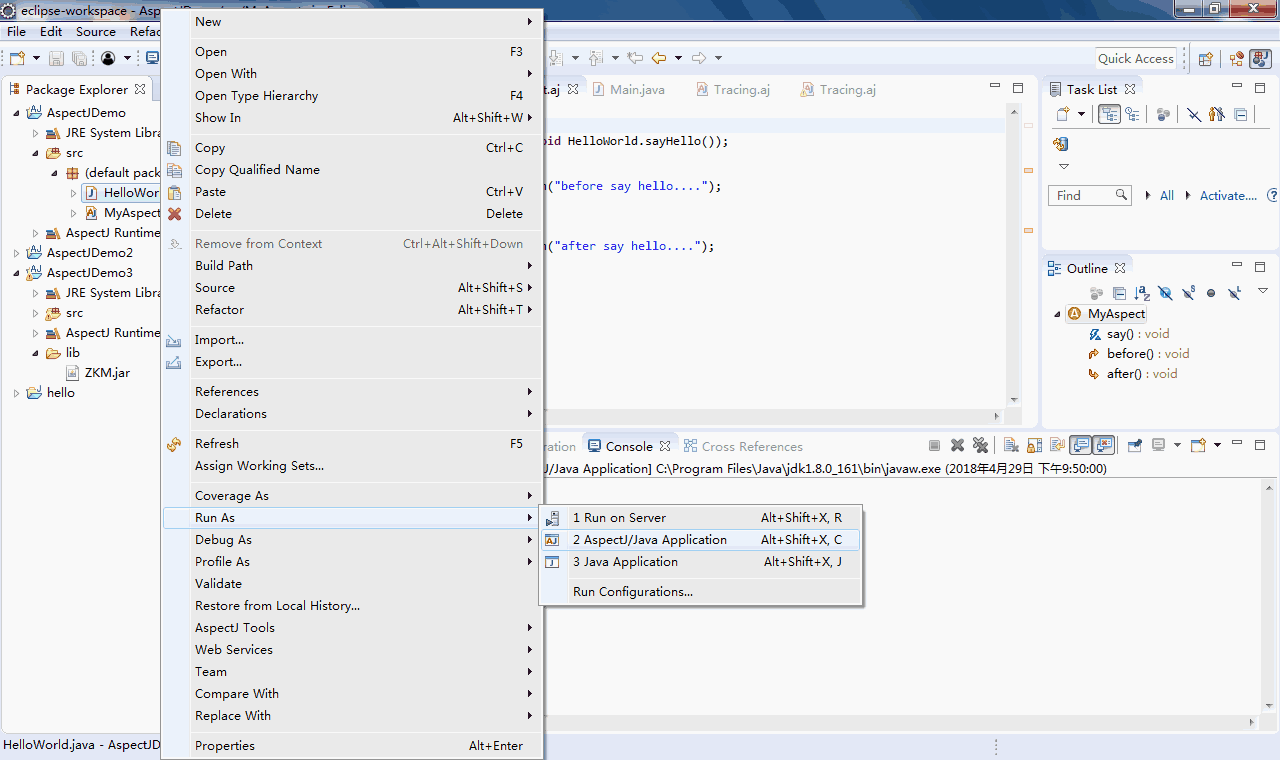 eclipse-workspace - Asp
File Edit Source Refac
Quick Access
Package Explorer
AspectJDemo
JRE System Libra
src
(default pack
HelloWor
MyAspect
AspectJ Runtime
AspectJDemo2
AspectJDemo3
JRE System Libra
src
AspectJ Runtime
lib
ZKM.jar
hello
New
Open F3
Open With
Open Type Hierarchy F4
Show In Alt+Shift+W
Copy Ctrl+C
Copy Qualified Name
Paste Ctrl+V
Delete Delete
Remove from Context Ctrl+Alt+Shift+Down
Build Path
Source Alt+Shift+S
Refactor Alt+Shift+T
Import...
Export...
References
Declarations
Refresh F5
Assign Working Sets...
Coverage As
Run As
Debug As
Profile As
Validate
Restore from Local History...
AspectJ Tools
Web Services
Team
Compare With
Replace With
Properties Alt+Enter
1 Run on Server Alt+Shift+X, R
2 AspectJ/Java Application Alt+Shift+X, C
3 Java Application Alt+Shift+X, J
Run Configurations...
t.aj Main.java Tracing.aj Tracing.aj
oid HelloWorld.sayHello());
n("before say hello....");
n("after say hello....");
Task List
Find All Activate....
Outline
MyAspect
say() : void
before() : void
after() : void
ration Console Cross References
J/Java Application] C:\Program Files\Java\jdk1.8.0_161\bin\javaw.exe (2018年4月29日 下午9:50:00)
HelloWorld.java - AspectJD